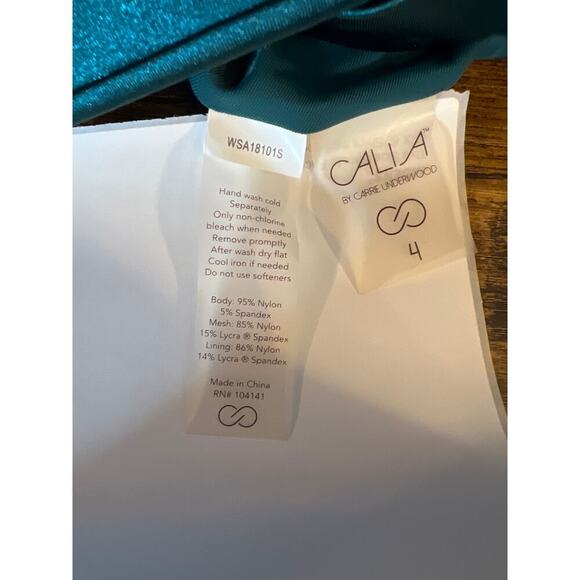 WSA18101S
Hand wash cold
Separately
Only non-chlorine
bleach when needed
Remove promptly
After wash dry flat
Cool iron if needed
Do not use softeners
Body: 95% Nylon
5% Spandex
Mesh: 85% Nylon
15% Lycra ® Spandex
Lining: 86% Nylon
14% Lycra ® Spandex
Made in China
RN# 104141
CALIA™
BY CARRIE UNDERWOOD
4